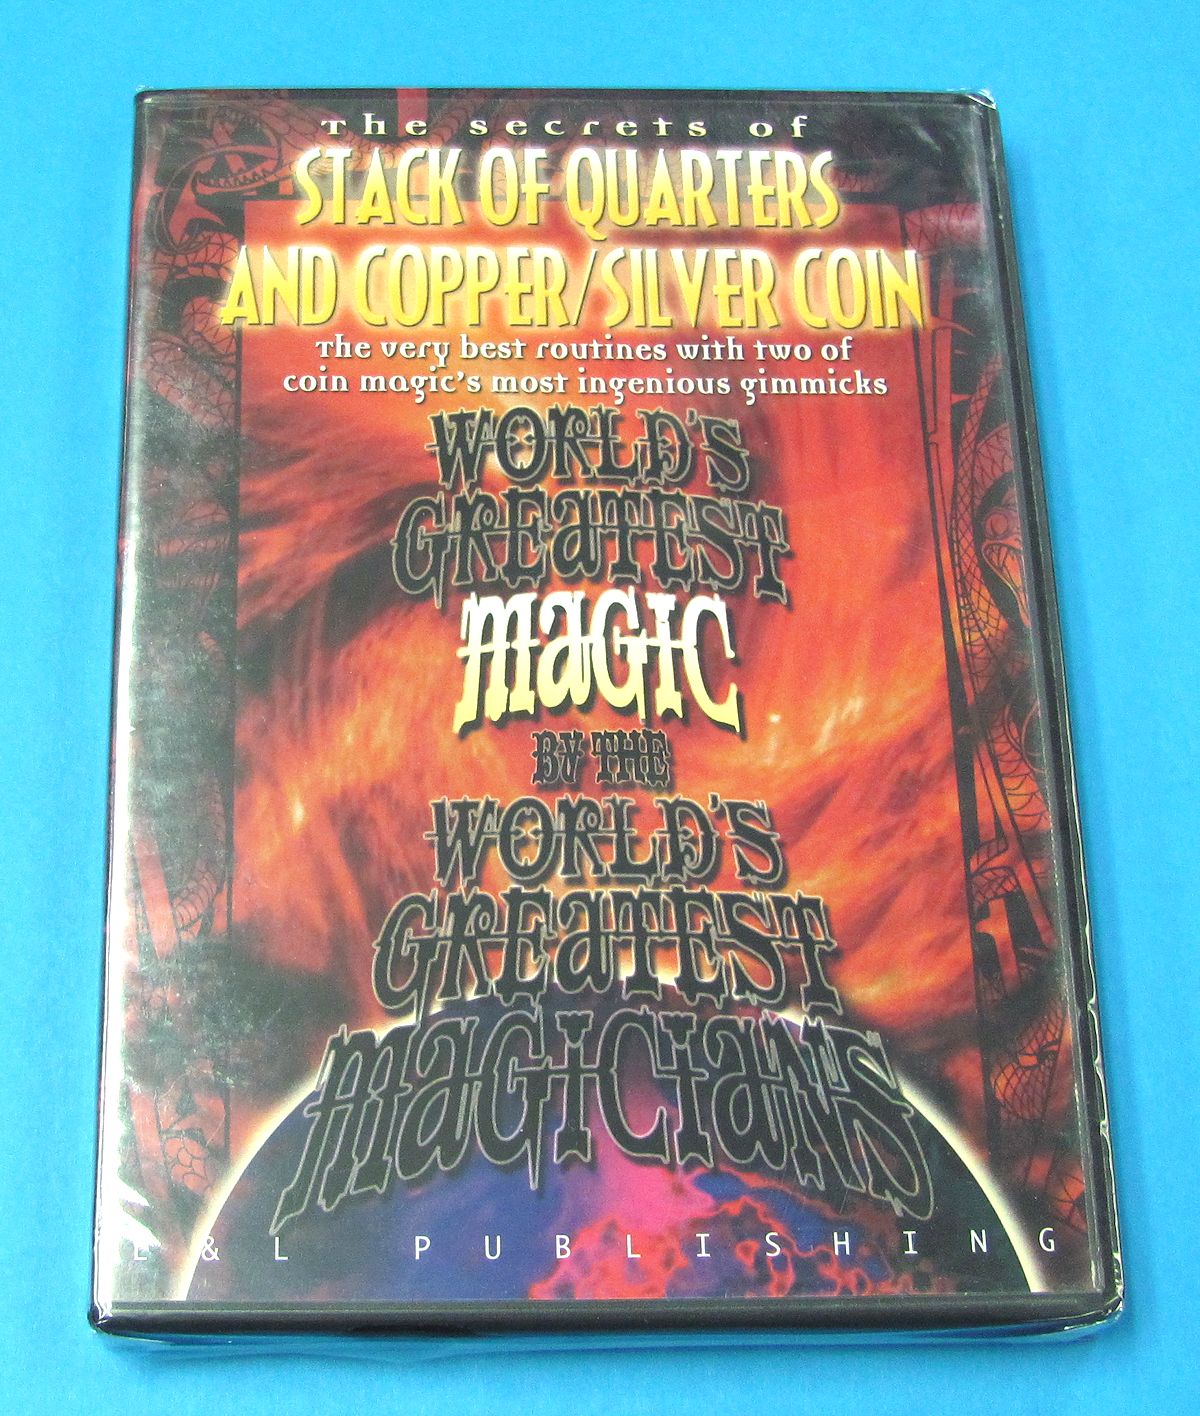 The secrets of
STACK OF QUARTERS
AND COPPER/SILVER COIN
The very best routines with two of
coin magic's most ingenious gimmicks
WORLD'S
GREATEST
MAGIC
BY THE
WORLD'S
GREATEST
MAGICIANS
L&L PUBLISHING